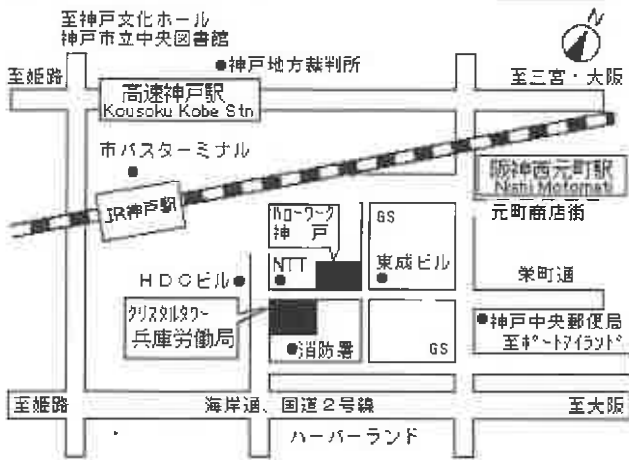 至神戸文化ホール
神戸市立中央図書館
N
●神戸地方裁判所
至姫路
至三宮・大阪
高速神戸駅
Kousoku Kobe Stn
市バスターミナル
阪神西元町駅
Nishi Motomati
JR神戸駅
元町商店街
ハローワーク
神戸
GS
NTT
東成ビル
HDCビル●
栄町通
クリスタルタワー
兵庫労働局
●神戸中央郵便局
至ポートアイランド
●消防署
GS
至姫路
海岸通、国道2号線
至大阪
ハーバーランド